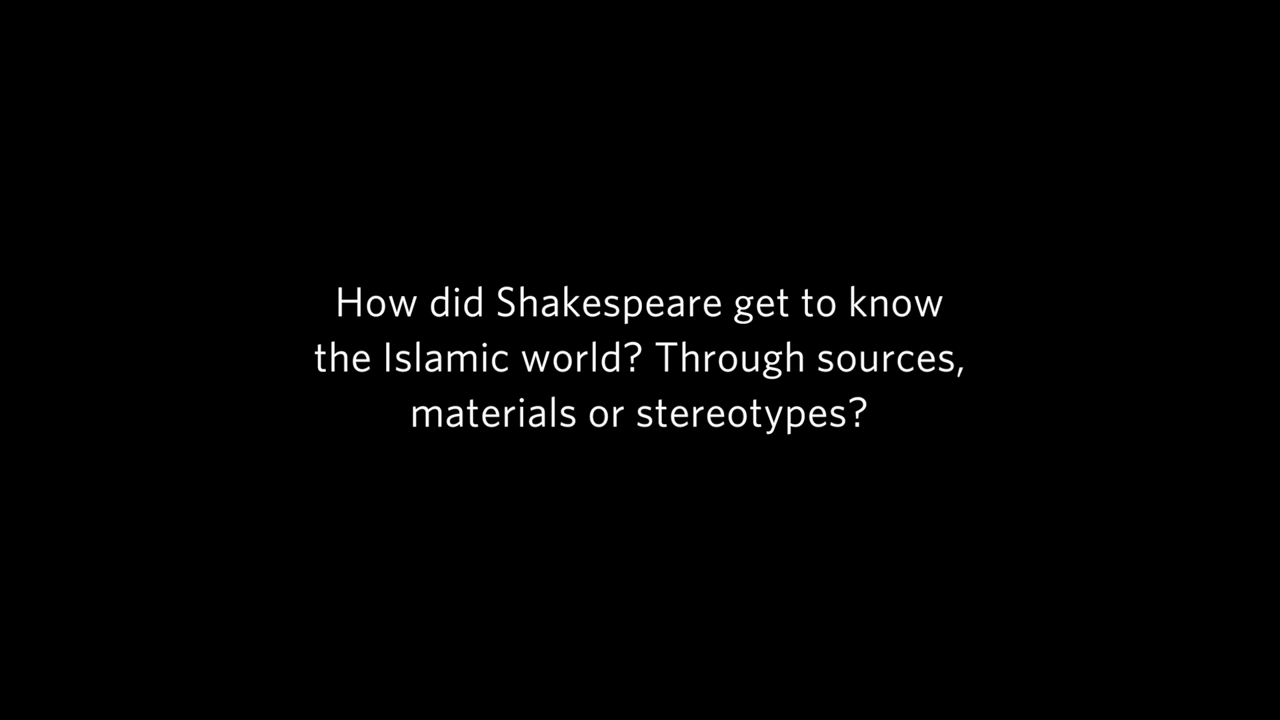 How did Shakespeare get to know
the Islamic world? Through sources,
materials or stereotypes?